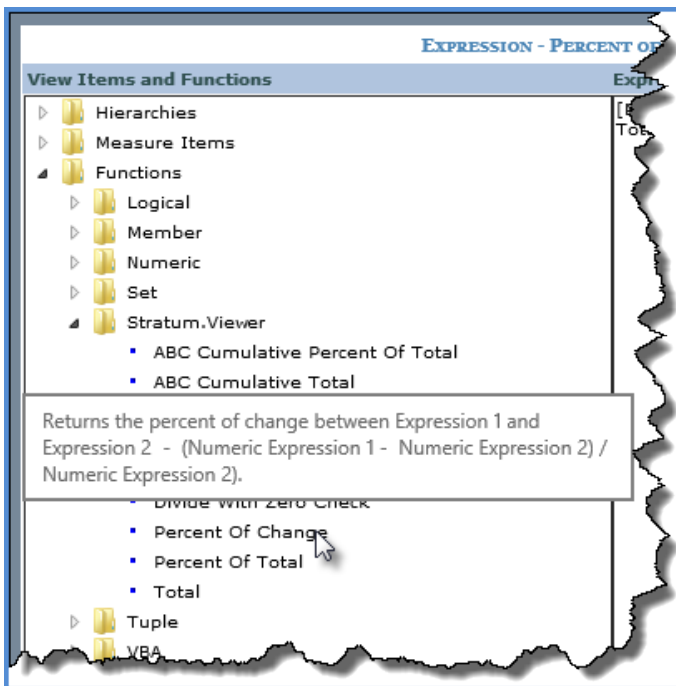 EXPRESSION - PERCENT OF
View Items and Functions
Hierarchies
Measure Items
Functions
Logical
Member
Numeric
Set
Stratum.Viewer
ABC Cumulative Percent Of Total
ABC Cumulative Total
Returns the percent of change between Expression 1 and
Expression 2 - (Numeric Expression 1 - Numeric Expression 2) /
Numeric Expression 2).
Divide With Zero Check
Percent Of Change
Percent Of Total
Total
Tuple
VBA